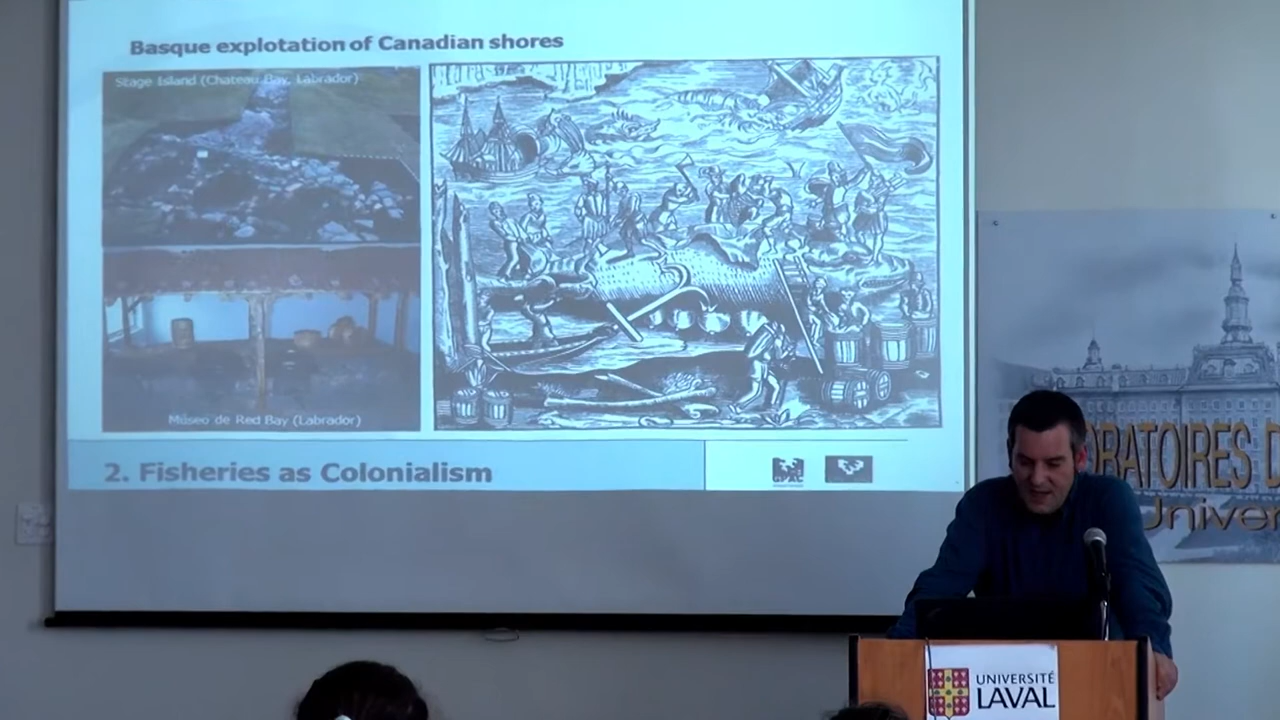 Basque explotation of Canadian shores
Stage Island (Chateau Bay, Labrador)
Museo de Red Bay (Labrador)
2. Fisheries as Colonialism
UNIVERSITÉ
LAVAL